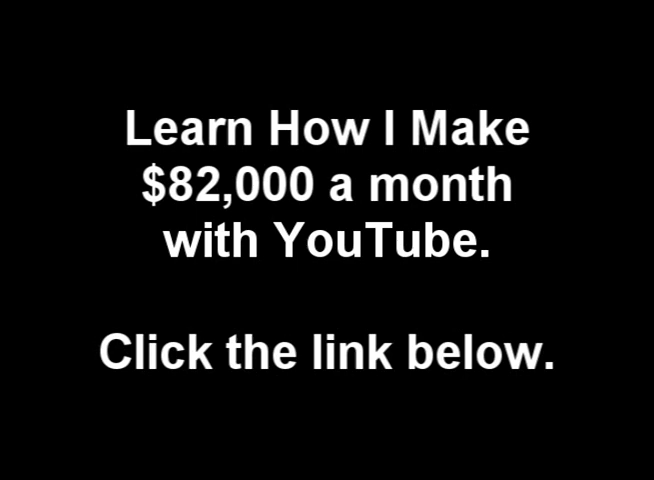 Learn How I Make
$82,000 a month
with YouTube.
Click the link below.